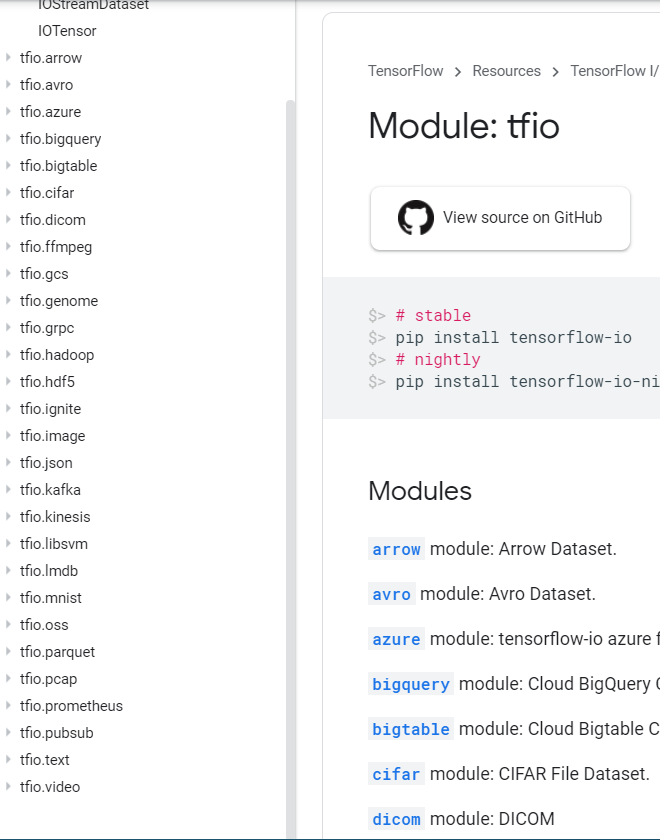 IOStreamDataset
IOTensor
tfio.arrow
tfio.avro
tfio.azure
tfio.bigquery
tfio.bigtable
tfio.cifar
tfio.dicom
tfio.ffmpeg
tfio.gcs
tfio.genome
tfio.grpc
tfio.hadoop
tfio.hdf5
tfio.ignite
tfio.image
tfio.json
tfio.kafka
tfio.kinesis
tfio.libsvm
tfio.lmdb
tfio.mnist
tfio.oss
tfio.parquet
tfio.pcap
tfio.prometheus
tfio.pubsub
tfio.text
tfio.video
TensorFlow > Resources > TensorFlow I/
Module: tfio
View source on GitHub
$> # stable
$> pip install tensorflow-io
$> # nightly
$> pip install tensorflow-io-ni
Modules
arrow module: Arrow Dataset.
avro module: Avro Dataset.
azure module: tensorflow-io azure f
bigquery module: Cloud BigQuery C
bigtable module: Cloud Bigtable C
cifar module: CIFAR File Dataset.
dicom module: DICOM